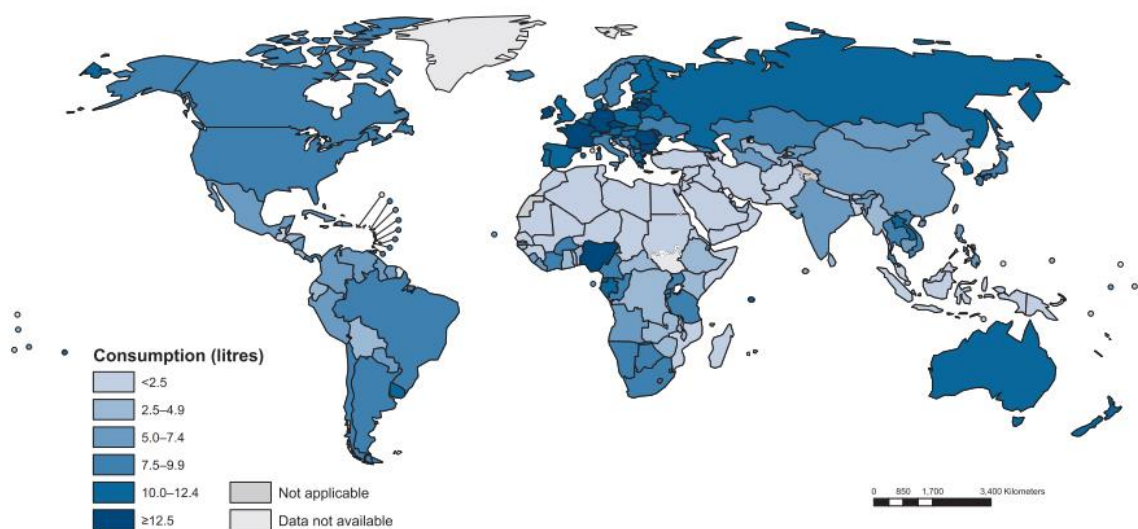 Consumption (litres)
<2.5
2.5–4.9
5.0–7.4
7.5–9.9
10.0–12.4
≥12.5
Not applicable
Data not available
0 850 1,700 3,400 Kilometers